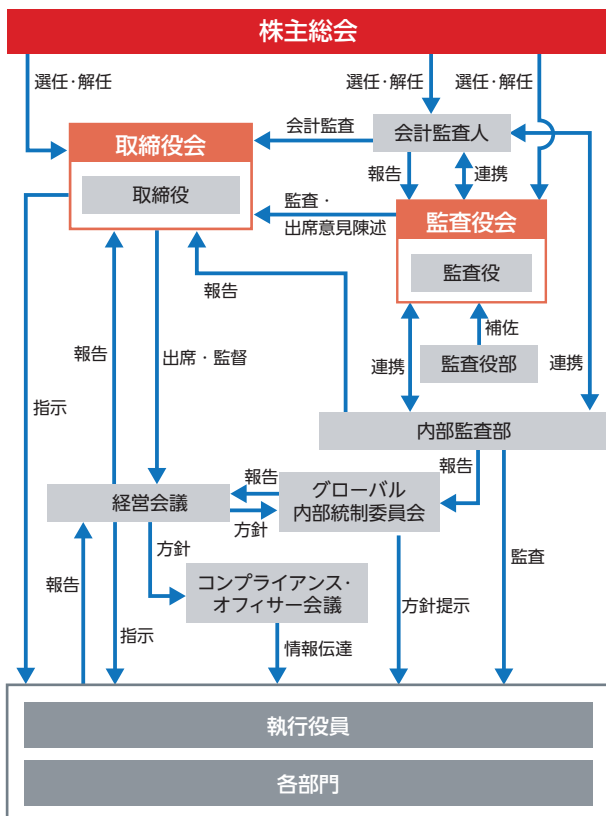 株主総会
選任・解任
選任・解任
選任・解任
会計監査
会計監査人
取締役会
取締役
報告
連携
監査・
出席意見陳述
監査役会
監査役
報告
補佐
監査役部
報告
出席・監督
連携
連携
指示
内部監査部
報告
報告
グローバル
内部統制委員会
経営会議
方針
方針
監査
報告
コンプライアンス・
オフィサー会議
方針提示
指示
情報伝達
執行役員
各部門